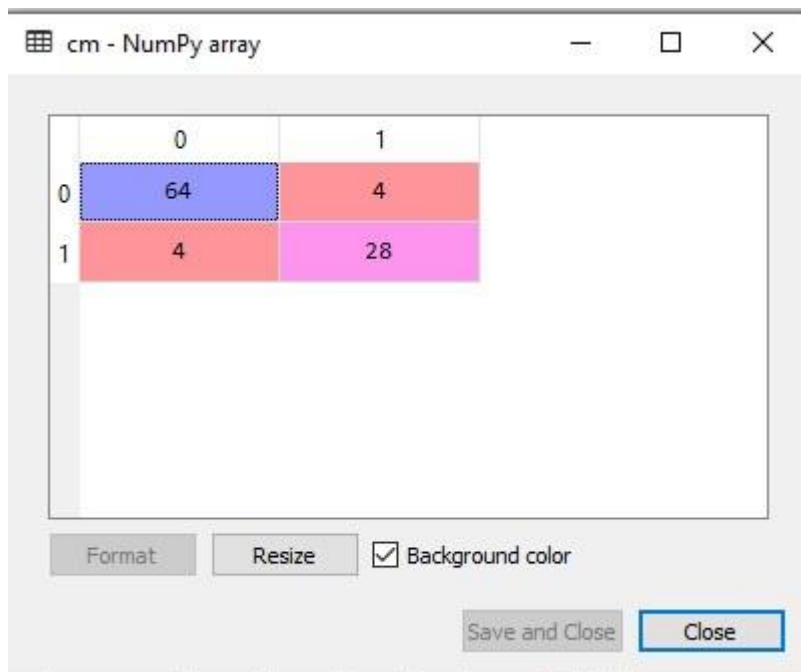 cm - NumPy array
0 1
0 64 4
1 4 28
Format Resize Background color
Save and Close Close